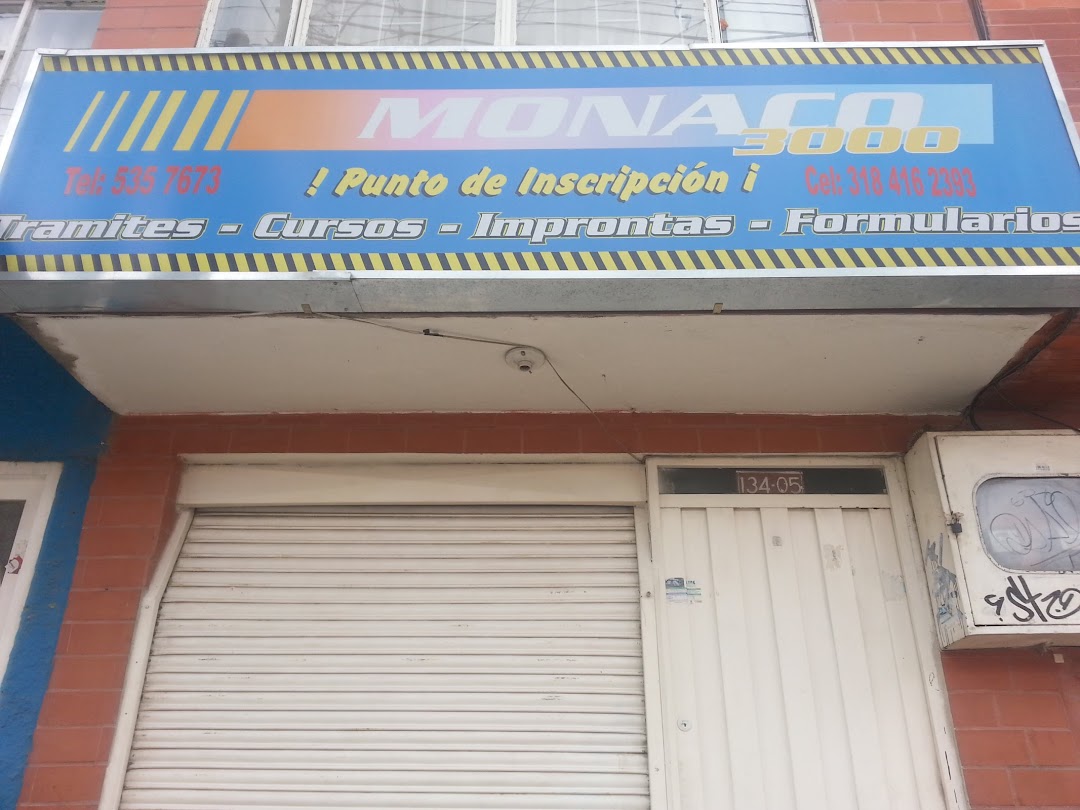 MONACO
3000
Tel: 535 7673
! Punto de Inscripción ¡
Cel: 318 416 2393
Tramites - Cursos - Improntas - Formularios
134-05